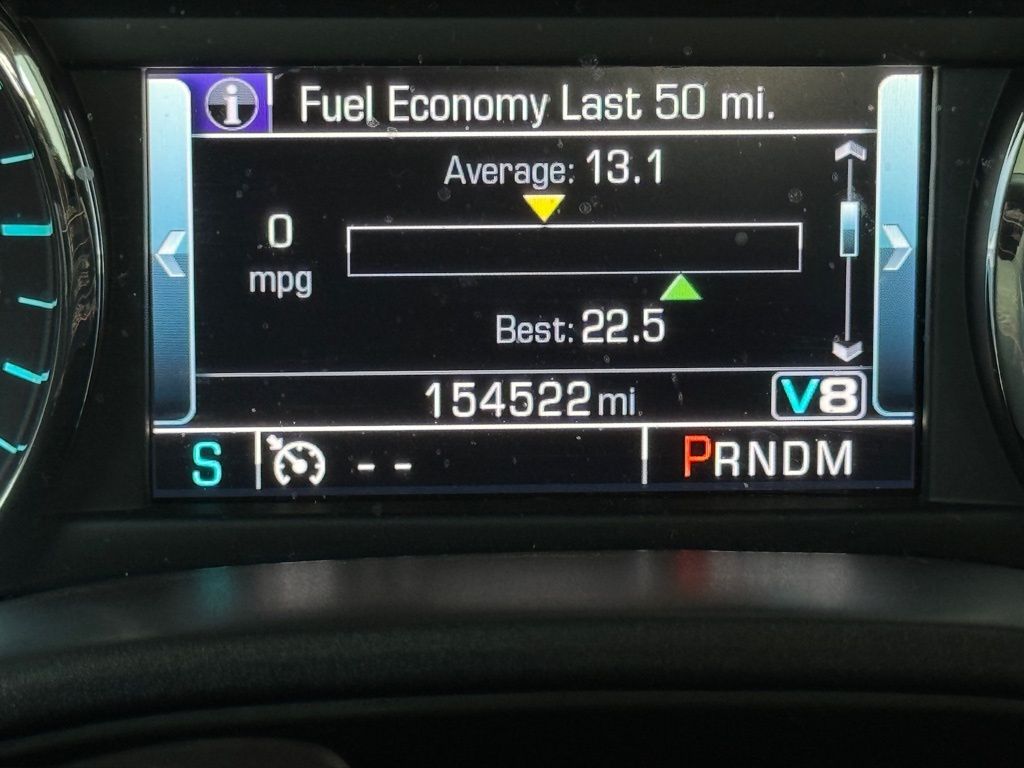 i Fuel Economy Last 50 mi.
Average: 13.1
0
mpg
Best: 22.5
154522 mi
V8
S -- PRNDM